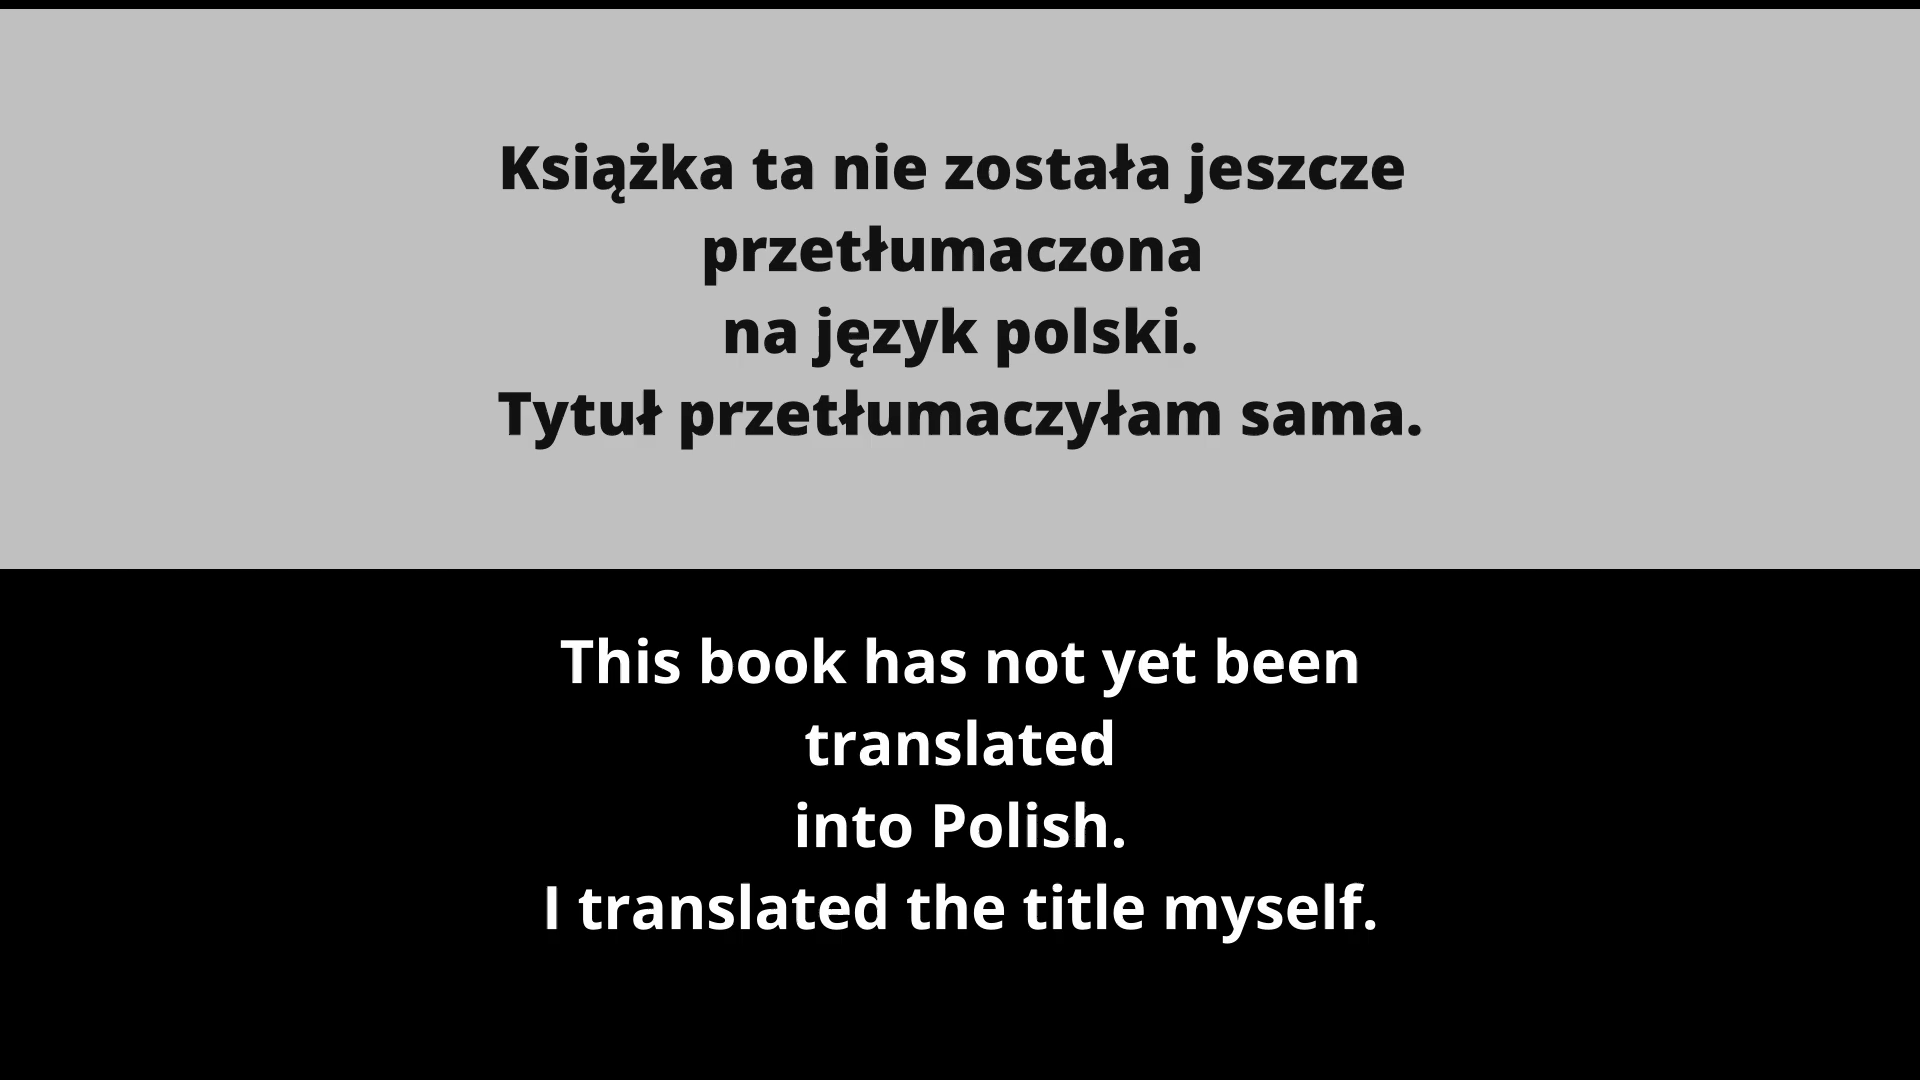 Książka ta nie została jeszcze
przetłumaczona
na język polski.
Tytuł przetłumaczyłam sama.
This book has not yet been
translated
into Polish.
I translated the title myself.